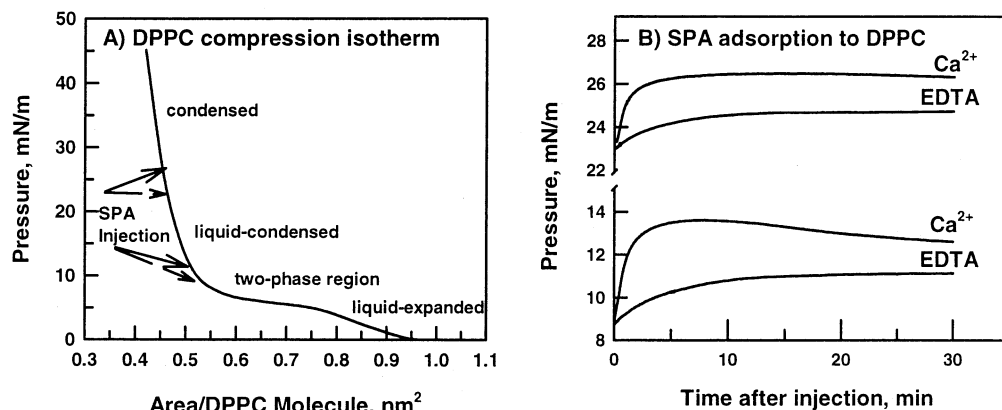 A) DPPC compression isotherm
50
40
30
20
10
0
Pressure, mN/m
condensed
SPA
Injection
liquid-condensed
two-phase region
liquid-expanded
0.3 0.4 0.5 0.6 0.7 0.8 0.9 1.0 1.1
Area/DPPC Molecule, nm²
B) SPA adsorption to DPPC
28
26
24
22
14
12
10
8
Pressure, mN/m
Ca²⁺
EDTA
Ca²⁺
EDTA
0 10 20 30
Time after injection, min